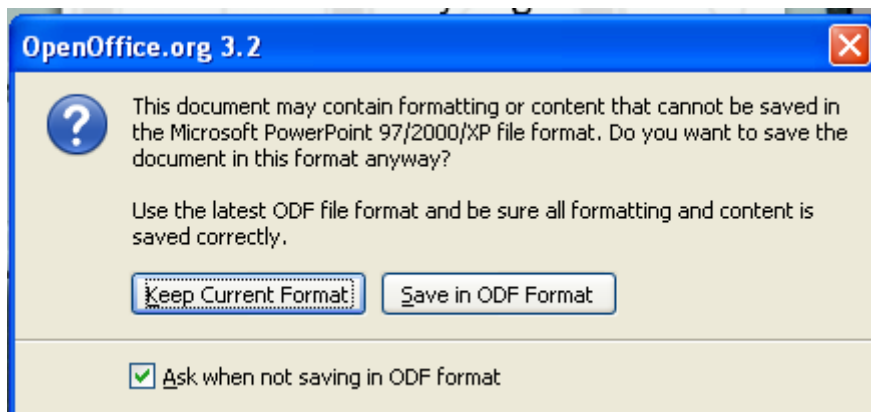 OpenOffice.org 3.2
This document may contain formatting or content that cannot be saved in
the Microsoft PowerPoint 97/2000/XP file format. Do you want to save the
document in this format anyway?
Use the latest ODF file format and be sure all formatting and content is
saved correctly.
Keep Current Format
Save in ODF Format
Ask when not saving in ODF format